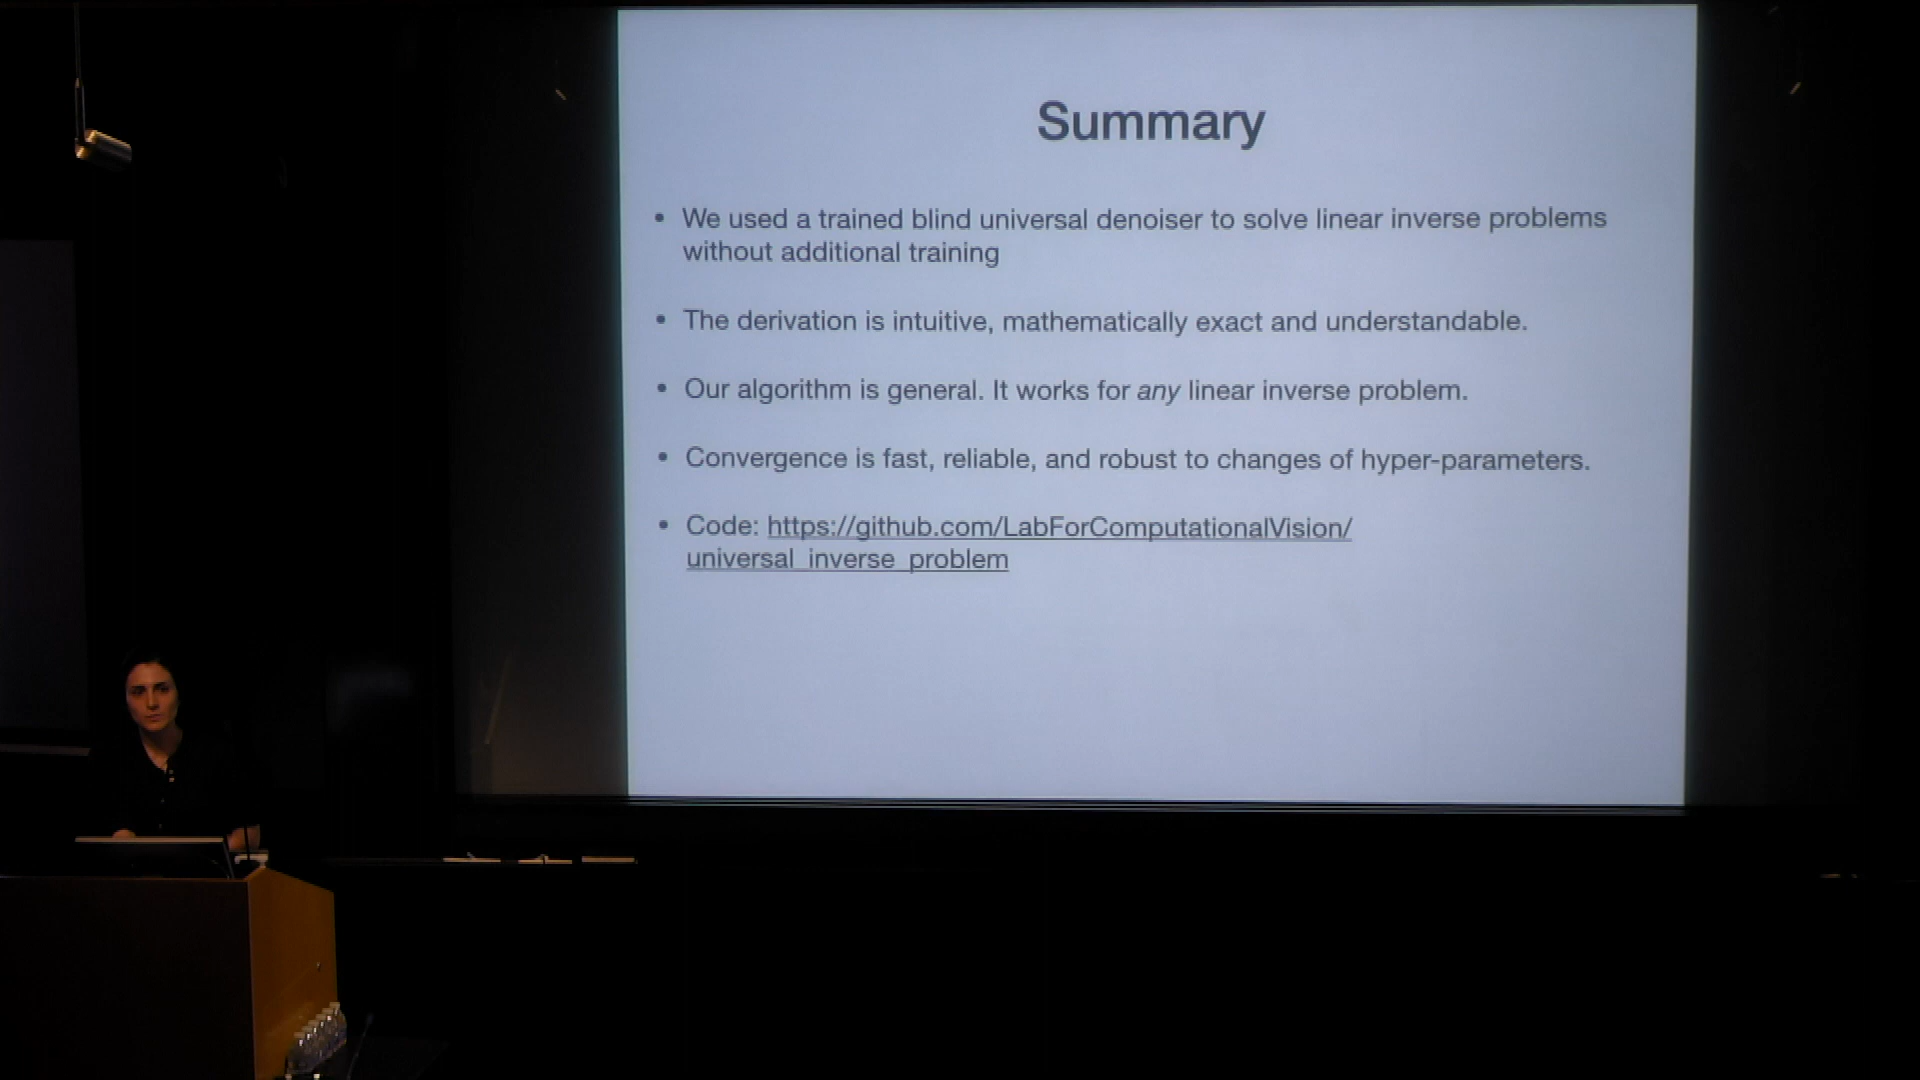 Summary
• We used a trained blind universal denoiser to solve linear inverse problems
without additional training
• The derivation is intuitive, mathematically exact and understandable.
• Our algorithm is general. It works for any linear inverse problem.
• Convergence is fast, reliable, and robust to changes of hyper-parameters.
• Code: https://github.com/LabForComputationalVision/
universal_inverse_problem